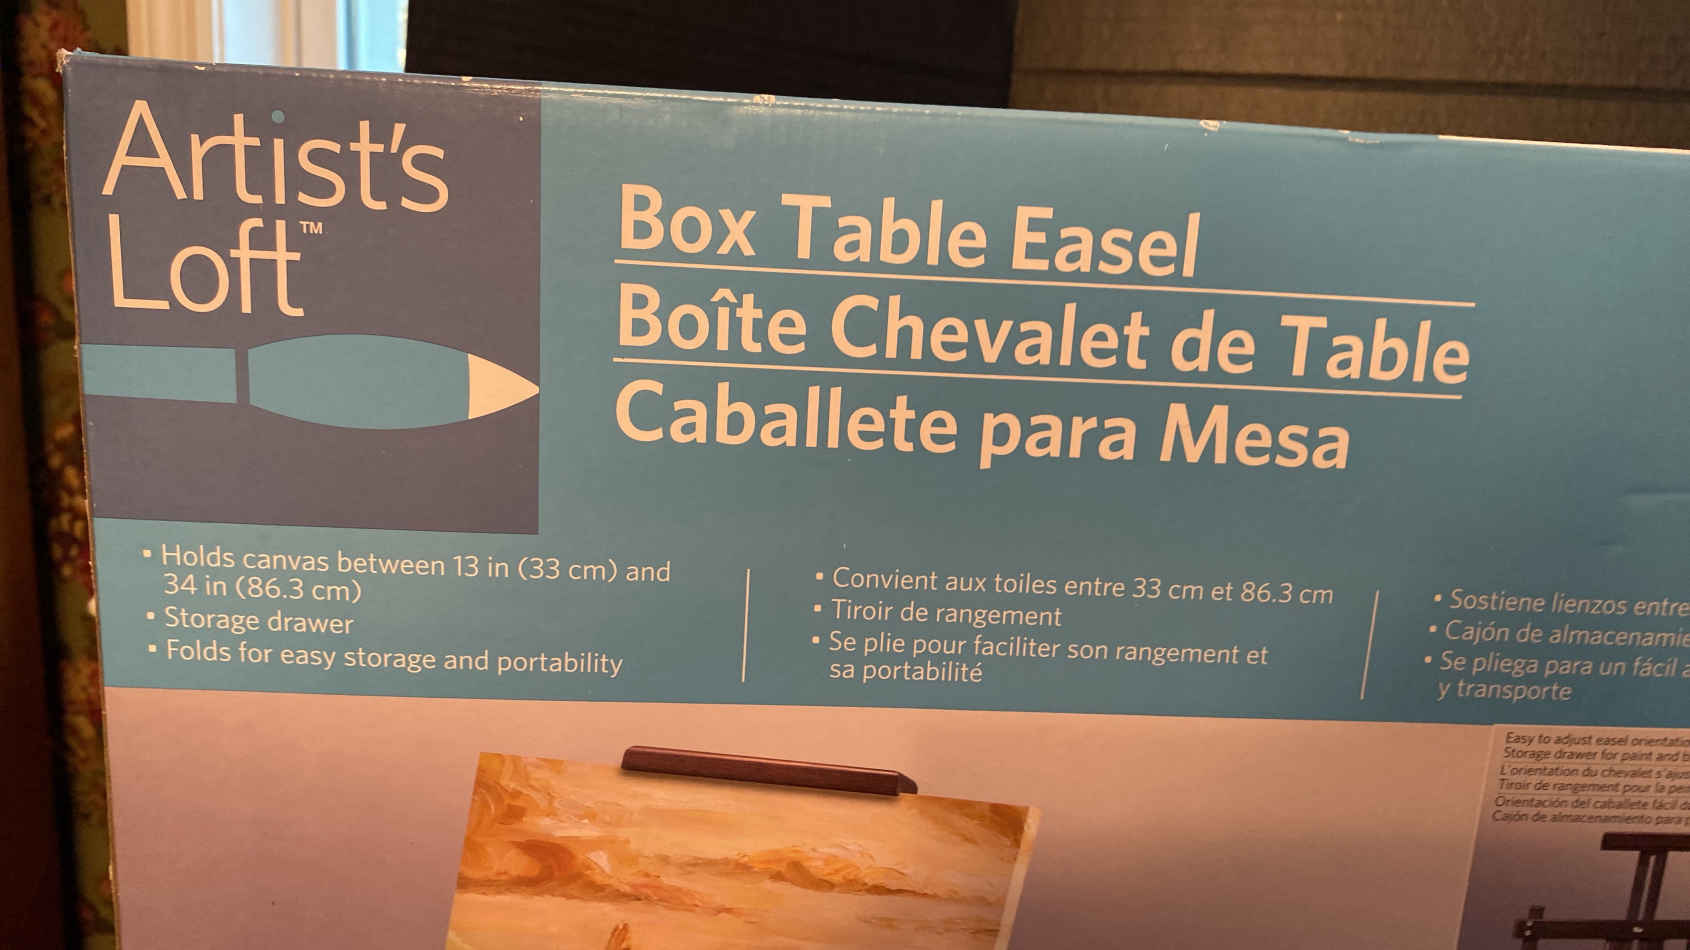 Artist's
Loft™
Box Table Easel
Boîte Chevalet de Table
Caballete para Mesa
▪ Holds canvas between 13 in (33 cm) and
34 in (86.3 cm)
▪ Storage drawer
▪ Folds for easy storage and portability
▪ Convient aux toiles entre 33 cm et 86.3 cm
▪ Tiroir de rangement
▪ Se plie pour faciliter son rangement et
sa portabilité
• Sostiene lienzos entre
• Cajón de
• Se pliega para un fácil
y transporte
Easy to adjust easel
Storage drawer for paint and
L'orientation du chevalet
Tiroir de rangement pour la
Orientación del caballete fácil
Cajón de almacenamiento para